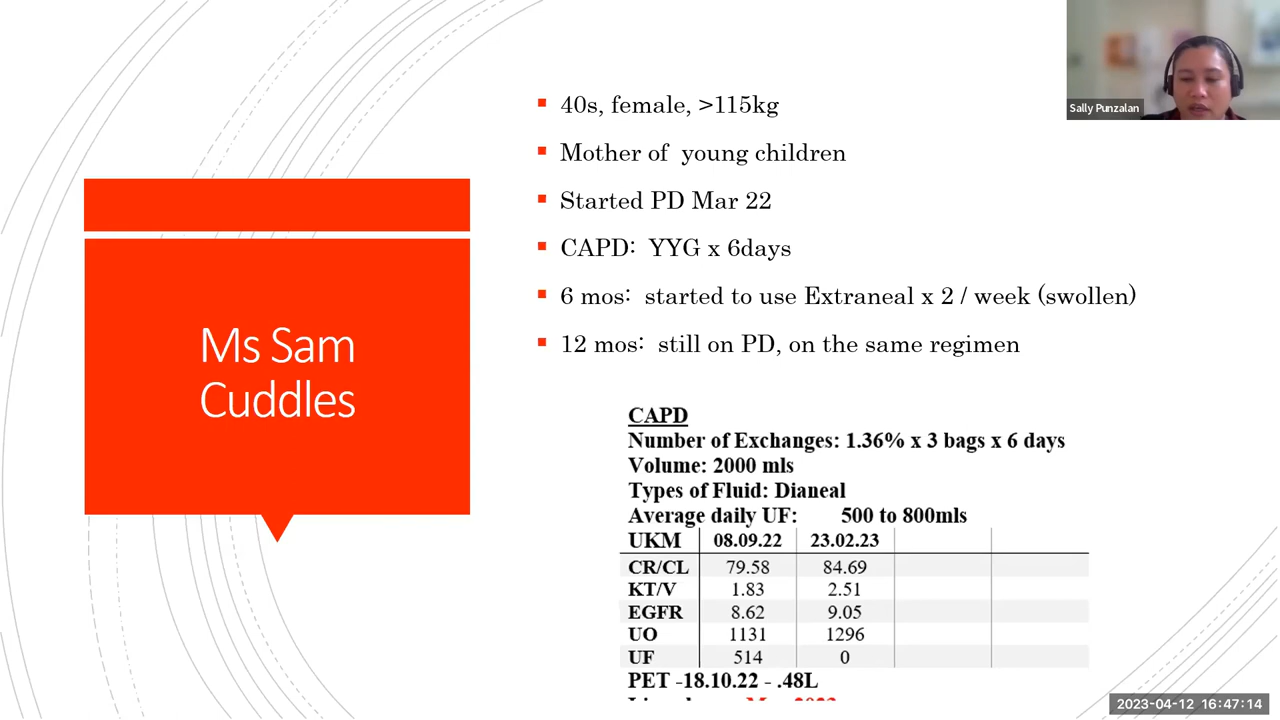 Sally Punzalan
Ms Sam
Cuddles
40s, female, >115kg
Mother of young children
Started PD Mar 22
CAPD: YYG x 6days
6 mos: started to use Extraneal x 2 / week (swollen)
12 mos: still on PD, on the same regimen
CAPD
Number of Exchanges: 1.36% x 3 bags x 6 days
Volume: 2000 mls
Types of Fluid: Dianeal
Average daily UF: 500 to 800mls
UKM 08.09.22 23.02.23
CR/CL 79.58 84.69
KT/V 1.83 2.51
EGFR 8.62 9.05
UO 1131 1296
UF 514 0
PET -18.10.22 - .48L
2023-04-12 16:47:14